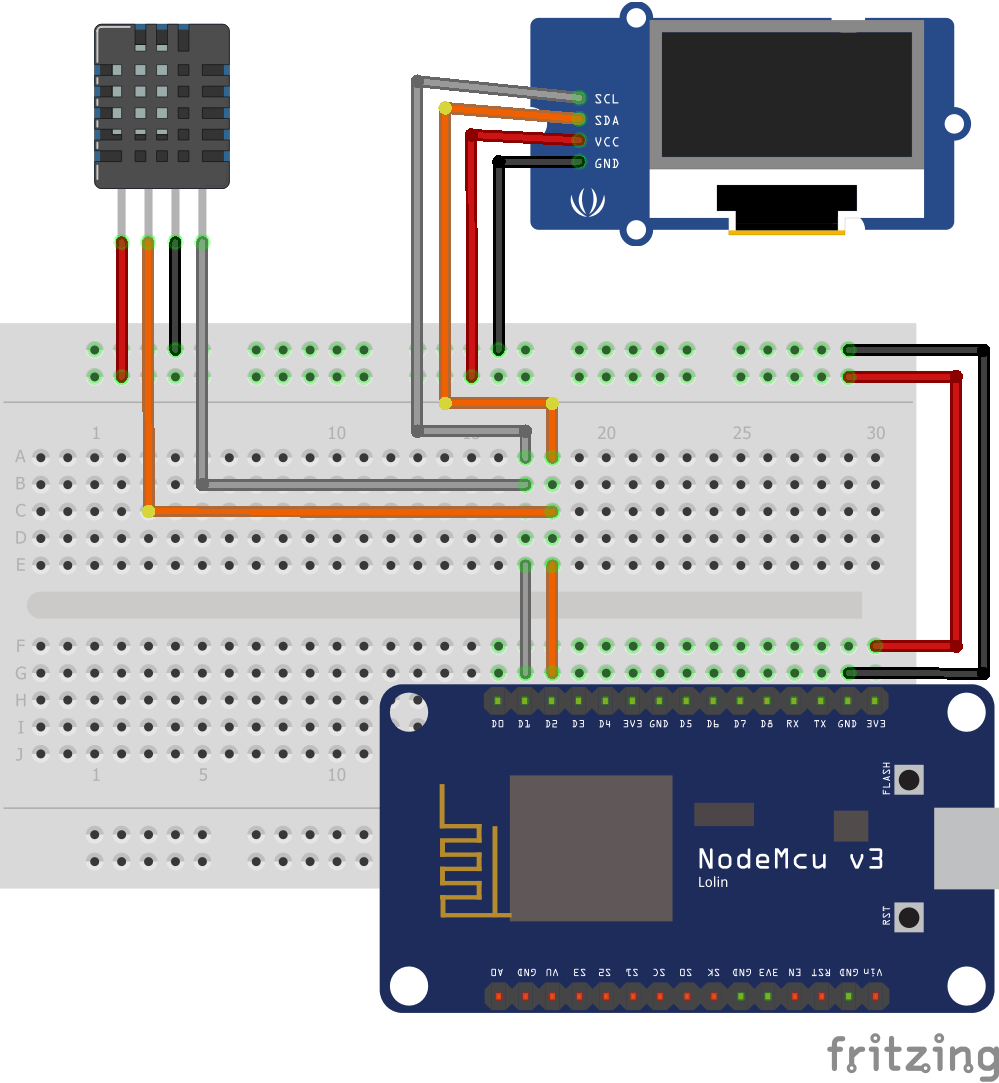 SCL
SDA
VCC
GND
1 10 20 25 30
A
B
C
D
E
F
G
H
I
J
D0 D1 D2 D3 D4 3V3 GND D5 D6 D7 D8 RX TX GND 3V3
1 5 10
FLASH
NodeMcu v3
Lolin
RST
A0 GND VU S3 S2 S1 SC S0 SK GND 3V3 EN RST GND Vin
fritzing